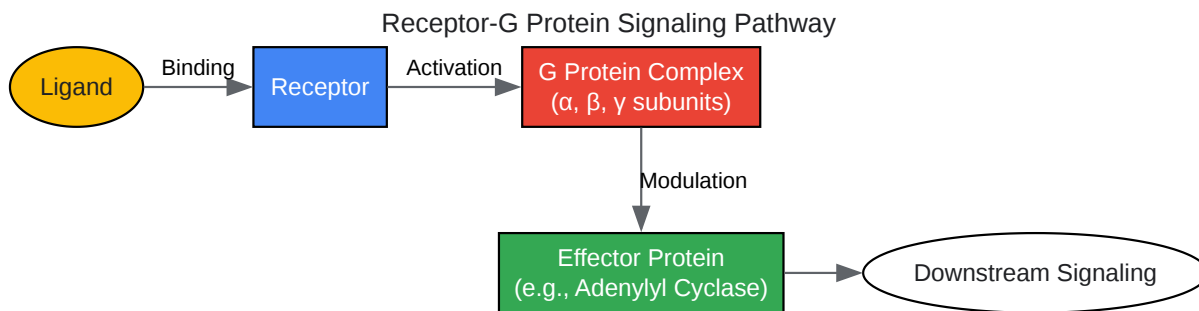 Receptor-G Protein Signaling Pathway
Ligand
Binding
Receptor
Activation
G Protein Complex
(α, β, γ subunits)
Modulation
Effector Protein
(e.g., Adenylyl Cyclase)
Downstream Signaling